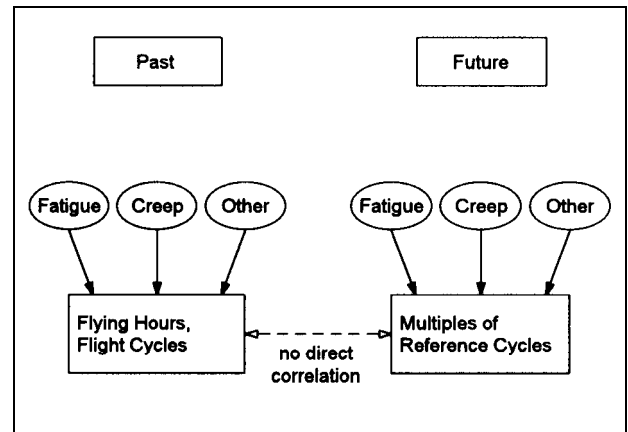 Past
Future
Fatigue
Creep
Other
Fatigue
Creep
Other
Flying Hours,
Flight Cycles
no direct
correlation
Multiples of
Reference Cycles